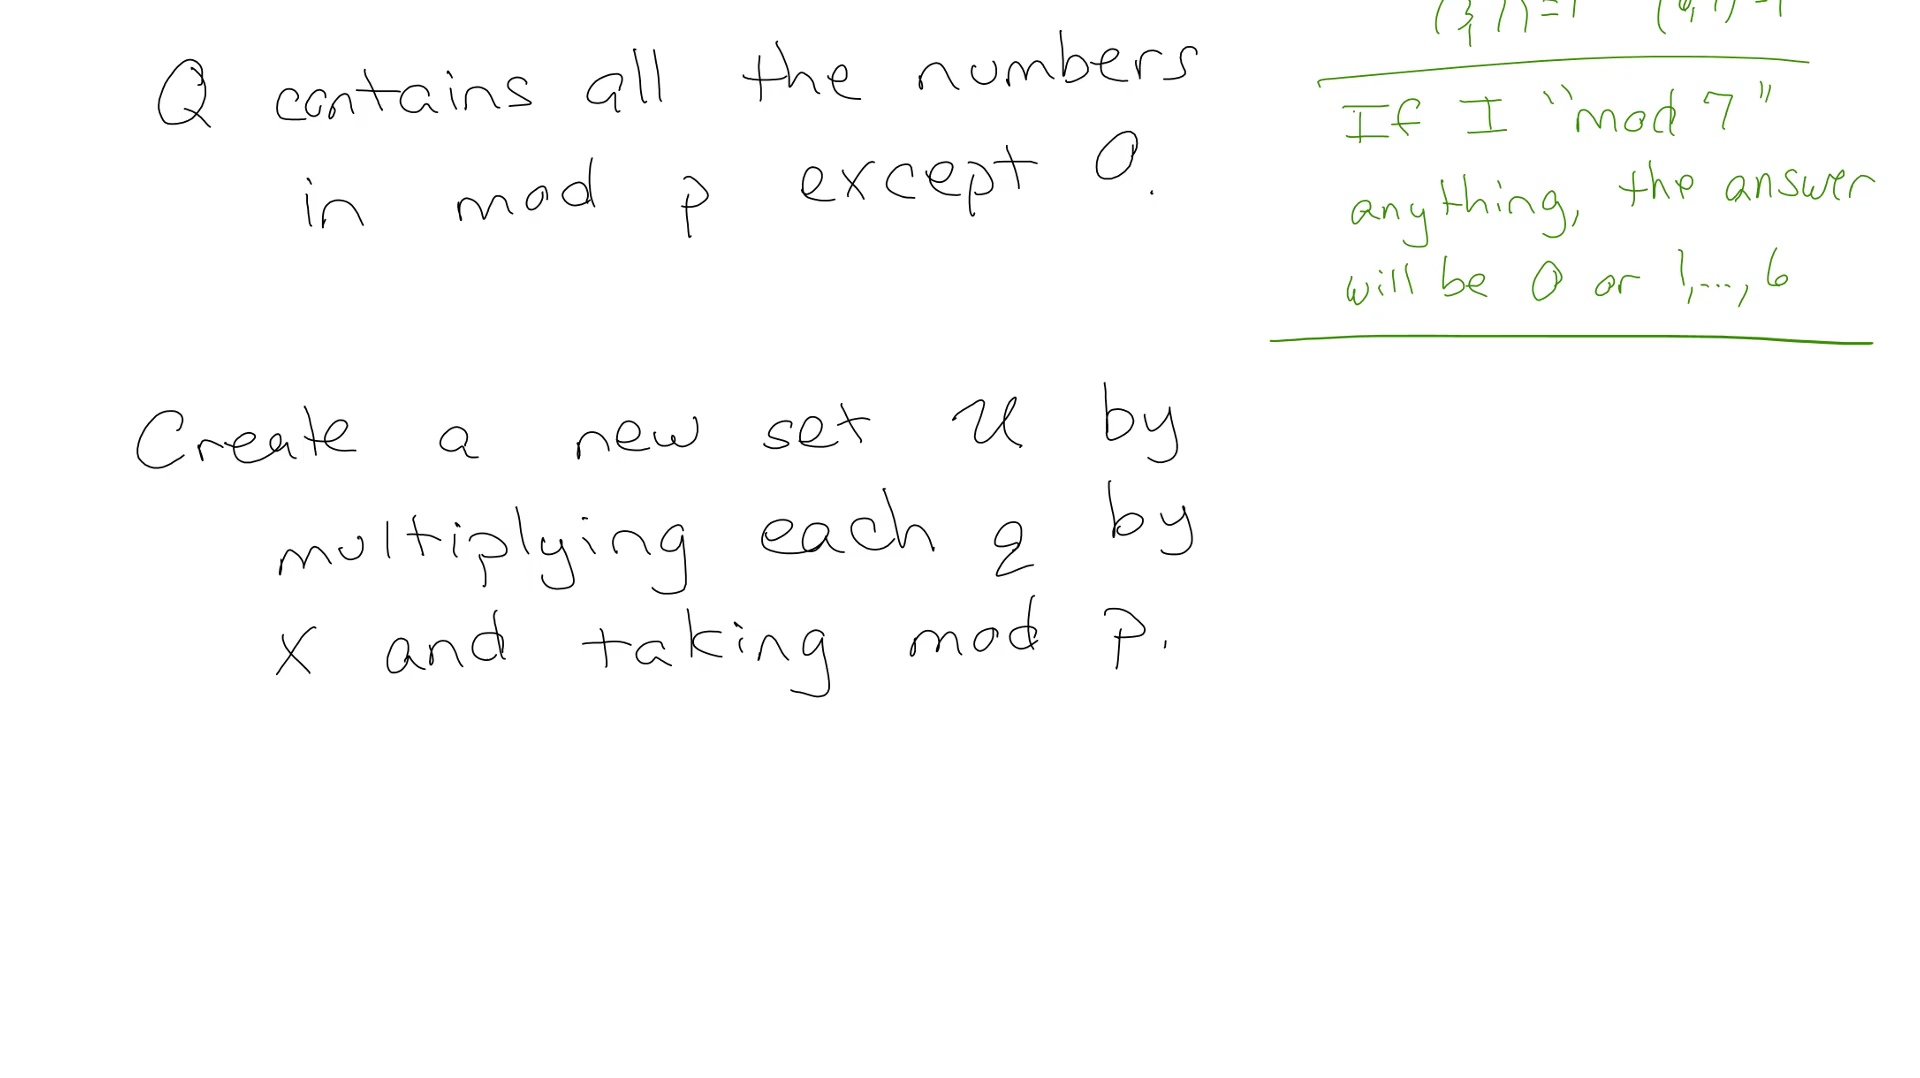 Q contains all the numbers
in mod p except 0.
Create a new set U by
multiplying each q by
x and taking mod p.
If I "mod 7"
anything, the answer
will be 0 or 1,...,6